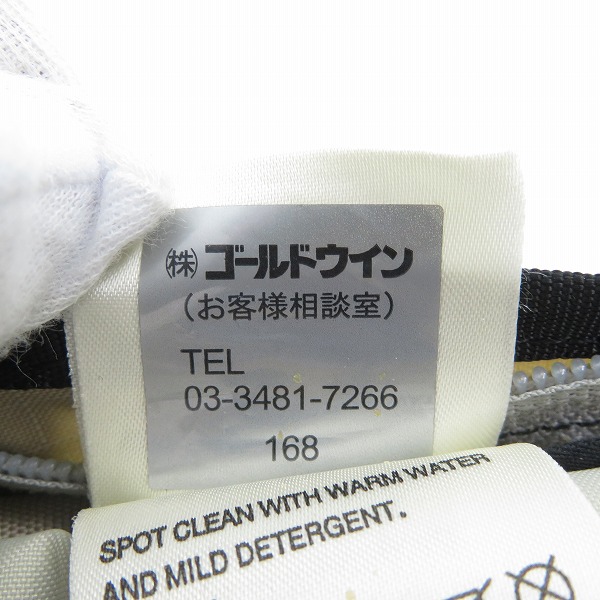 ㈱ゴールドウイン
(お客様相談室)
TEL
03-3481-7266
168
SPOT CLEAN WITH WARM WATER
AND MILD DETERGENT.